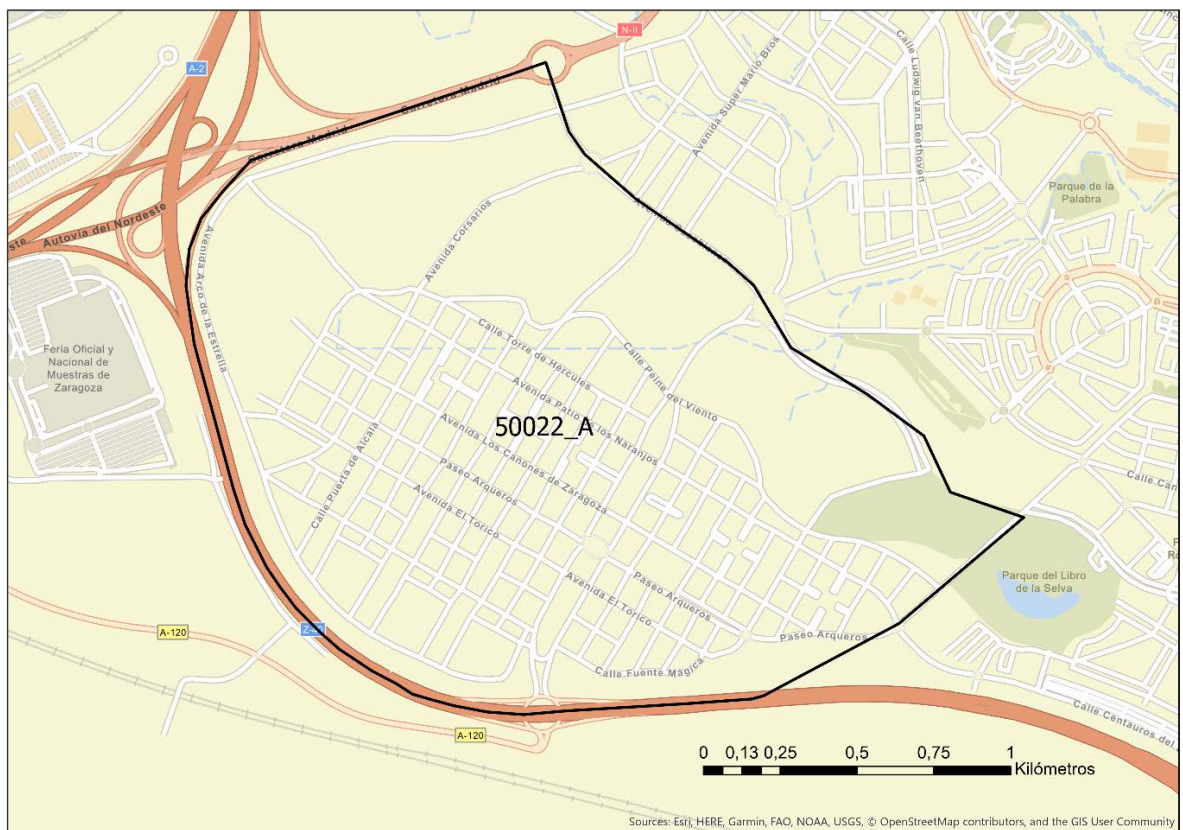 N-II
A-2
Carretera Madrid
Carretera Madrid
Avenida Super Mario Bros
Calle Ludwig van Beethoven
Parque de la
Palabra
Autovía del Nordeste
Avenida Corsarios
Avenida Arco de la Estrella
Feria Oficial y
Nacional de
Muestras de
Zaragoza
Calle Torre de Hércules
Calle Peine del Viento
Avenida Patio de los Naranjos
50022_A
Avenida Los Cañones de Zaragoza
Calle Puerta de Alcalá
Paseo Arqueros
Avenida El Torico
Calle Can
Parque del Libro
de la Selva
Avenida El Torico
Paseo Arqueros
Paseo Arqueros
A-120
Calle Fuente Mágica
Calle Centauros del
A-120
0 0,13 0,25 0,5 0,75 1
Kilómetros
Sources: Esri, HERE, Garmin, FAO, NOAA, USGS, © OpenStreetMap contributors, and the GIS User Community